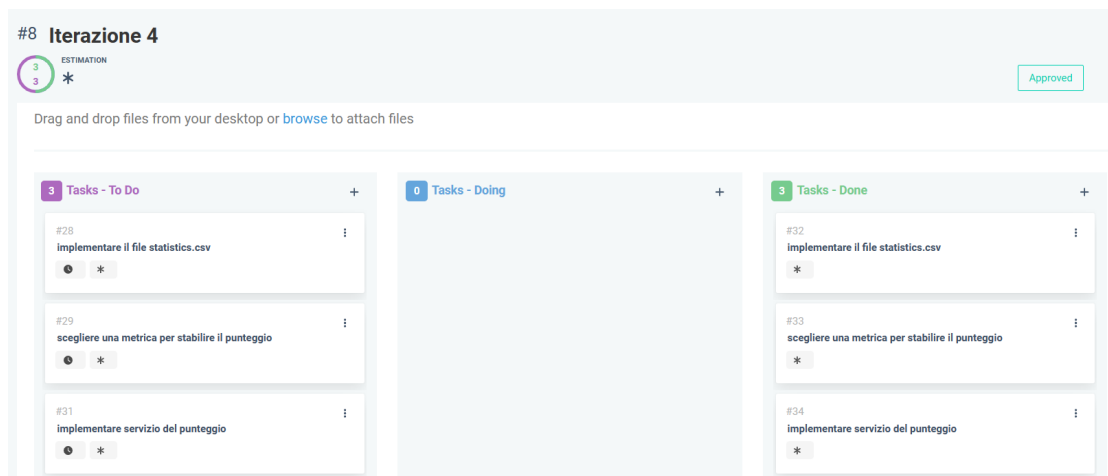 #8 Iterazione 4
ESTIMATION
3
3
Approved
Drag and drop files from your desktop or browse to attach files
3 Tasks - To Do +
#28
implementare il file statistics.csv
#29
scegliere una metrica per stabilire il punteggio
#31
implementare servizio del punteggio
0 Tasks - Doing +
3 Tasks - Done +
#32
implementare il file statistics.csv
#33
scegliere una metrica per stabilire il punteggio
#34
implementare servizio del punteggio